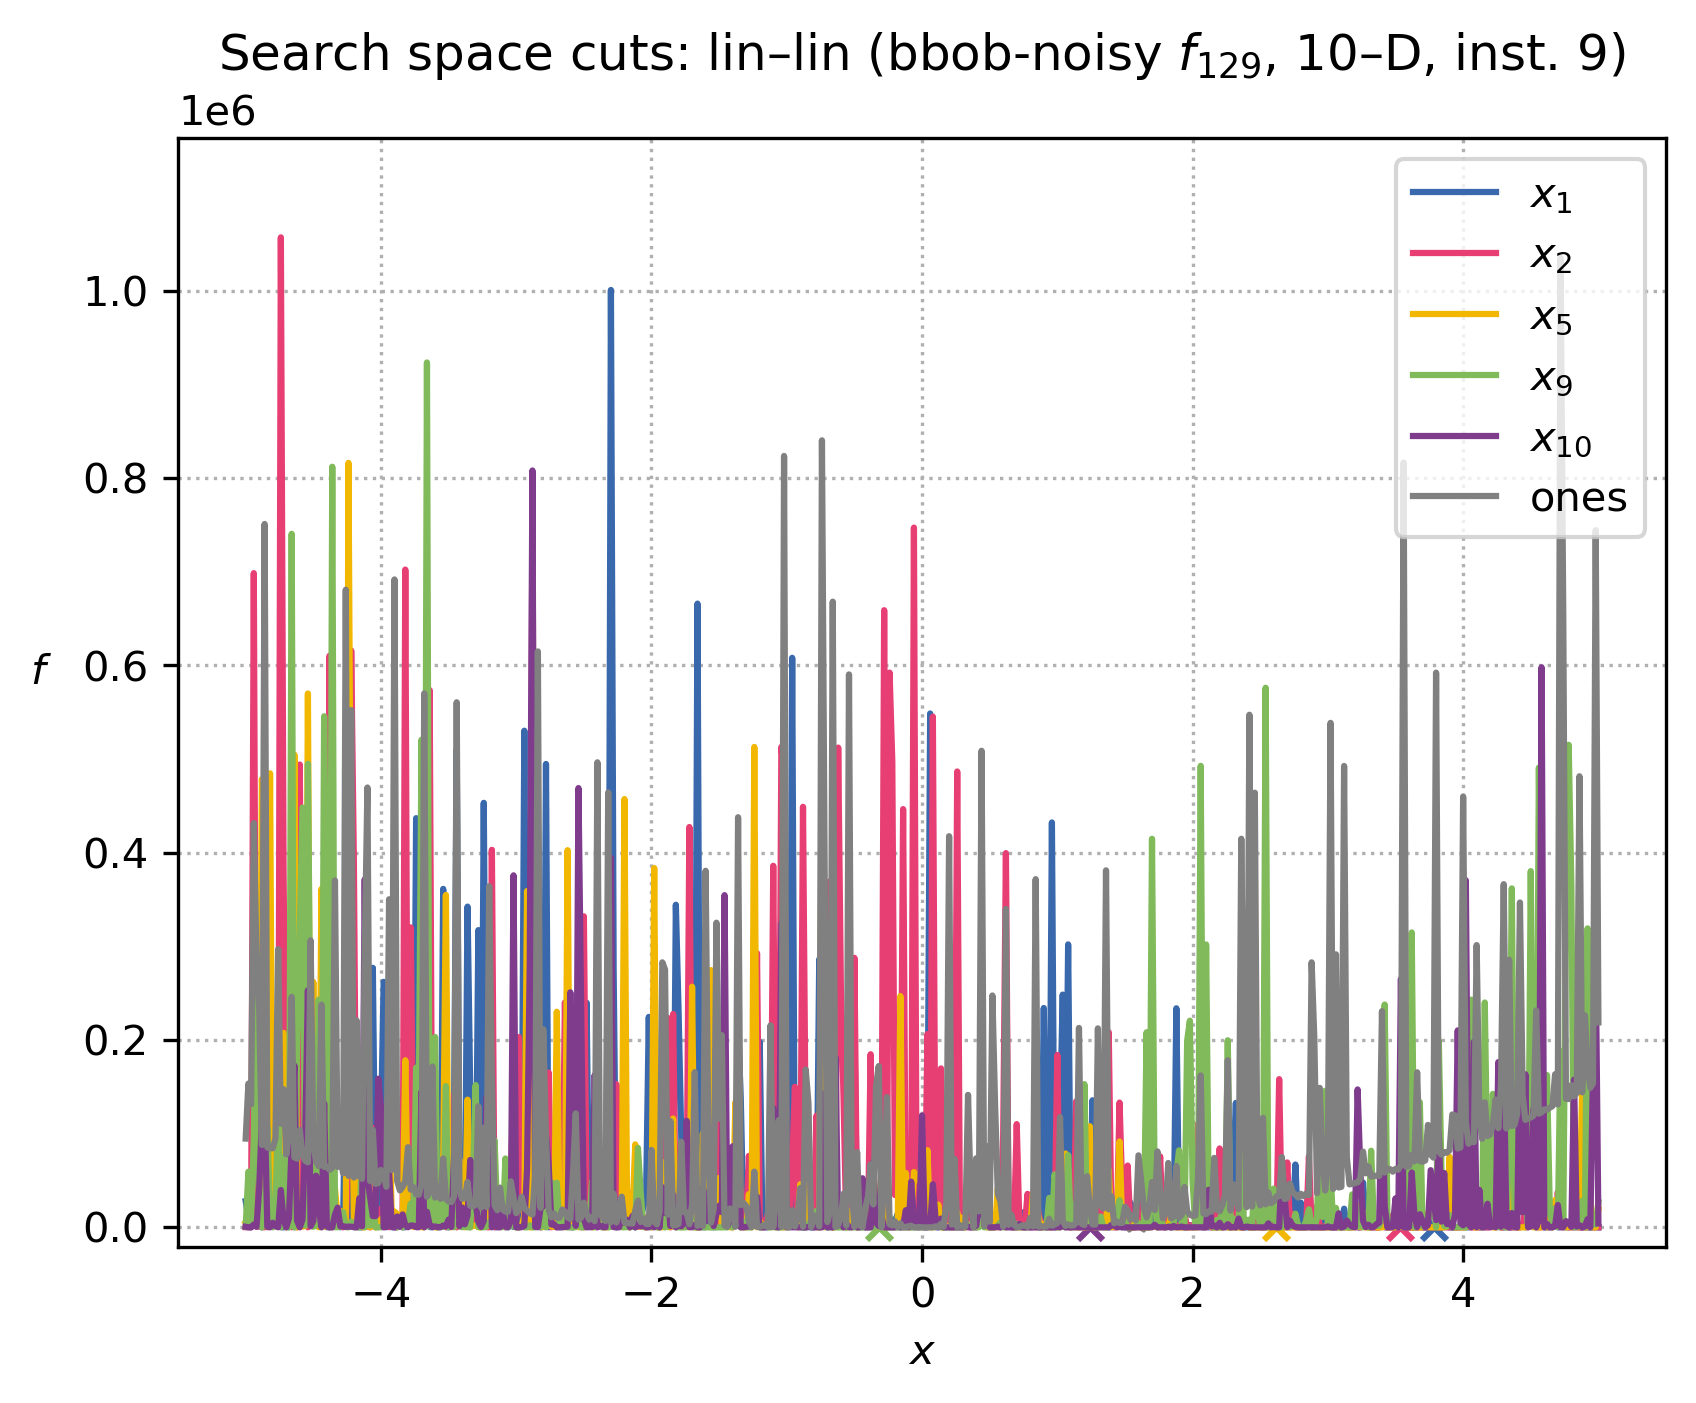 Search space cuts: lin–lin (bbob-noisy f₁₂₉, 10–D, inst. 9)
1e6
x₁
x₂
x₅
x₉
x₁₀
ones
1.0
0.8
0.6
0.4
0.2
0.0
f
−4 −2 0 2 4
x